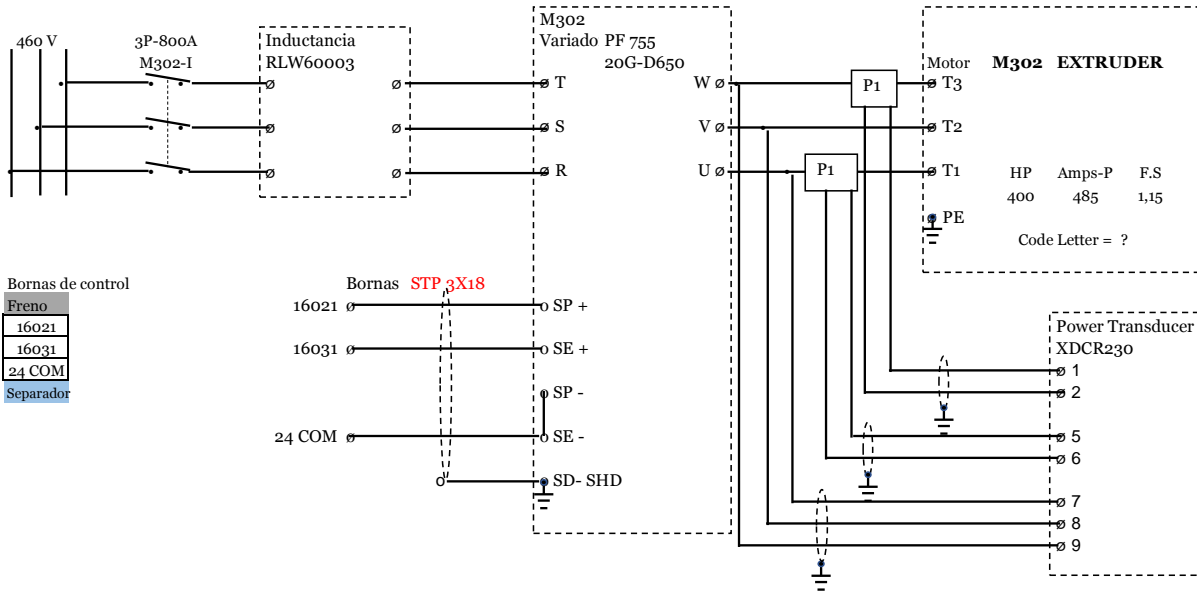 460 V
3P-800A
M302-I
Inductancia
RLW60003
M302
Variado PF 755
20G-D650
T
S
R
W
V
U
P1
P1
Motor M302 EXTRUDER
T3
T2
T1
PE
HP Amps-P F.S
400 485 1,15
Code Letter = ?
Bornas de control
Freno
16021
16031
24 COM
Separador
Bornas STP 3X18
16021
16031
24 COM
SP +
SE +
SP -
SE -
SD- SHD
Power Transducer
XDCR230
1
2
5
6
7
8
9